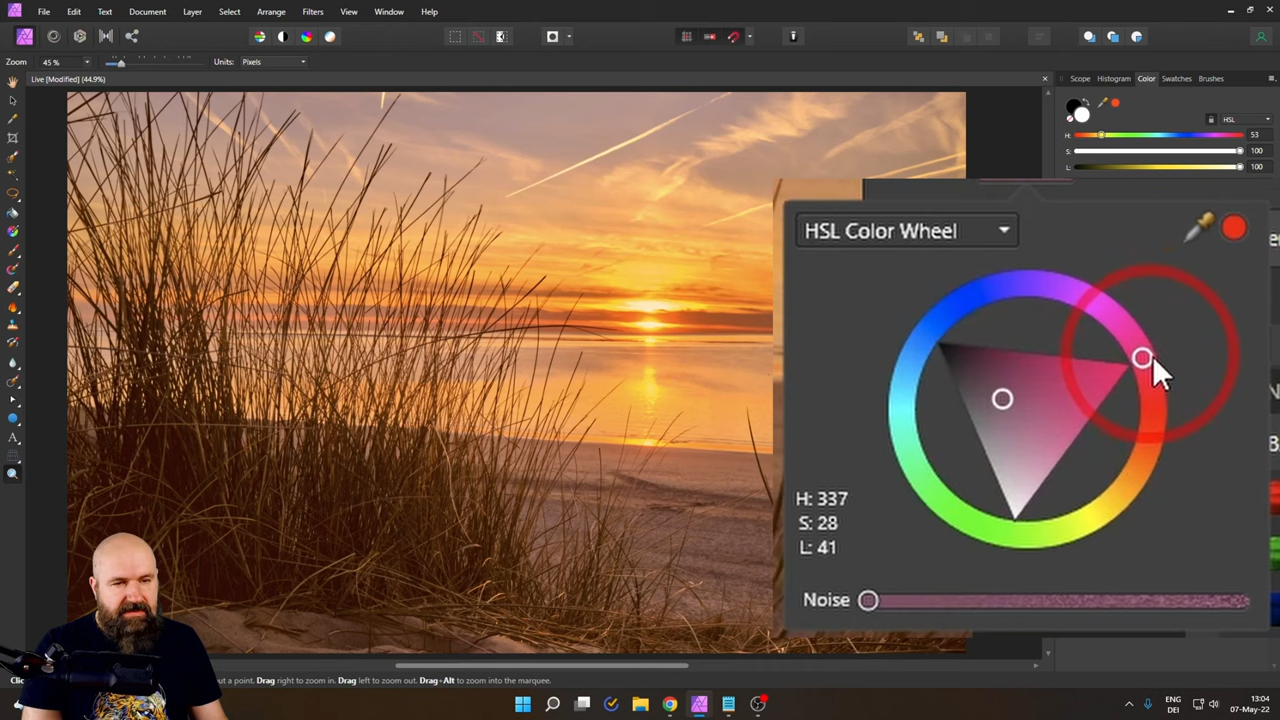 File Edit Text Document Layer Select Arrange Filters View Window Help
Zoom 45 % Units: Pixels
Live [Modified] (44.9%)
Scope Histogram Color Swatches Brushes
HSL
H: 53
S: 100
L: 100
HSL Color Wheel
H: 337
S: 28
L: 41
Noise
a point. Drag right to zoom in. Drag left to zoom out. Drag+Alt to zoom into the marquee.
ENG
DEI
13:04
07-May-22